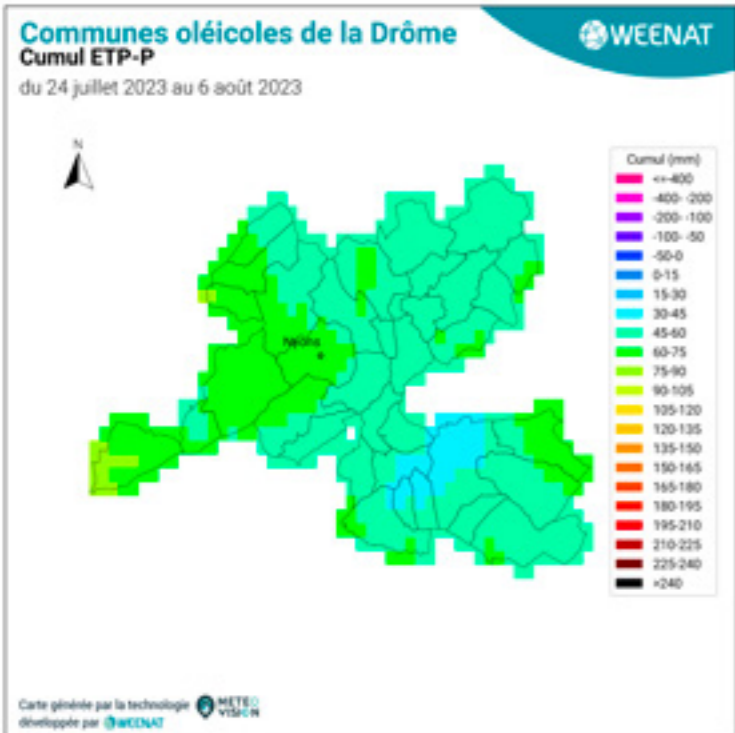 Communes oléicoles de la Drôme
Cumul ETP-P
du 24 juillet 2023 au 6 août 2023
WEENAT
N
Cumul (mm)
<=-400
-400- -200
-200- -100
-100- -50
-50-0
0-15
15-30
30-45
45-60
60-75
75-90
90-105
105-120
120-135
135-150
150-165
165-180
180-195
195-210
210-225
225-240
>240
Nyons
Carte générée par la technologie METEO VISION
développée par WEENAT